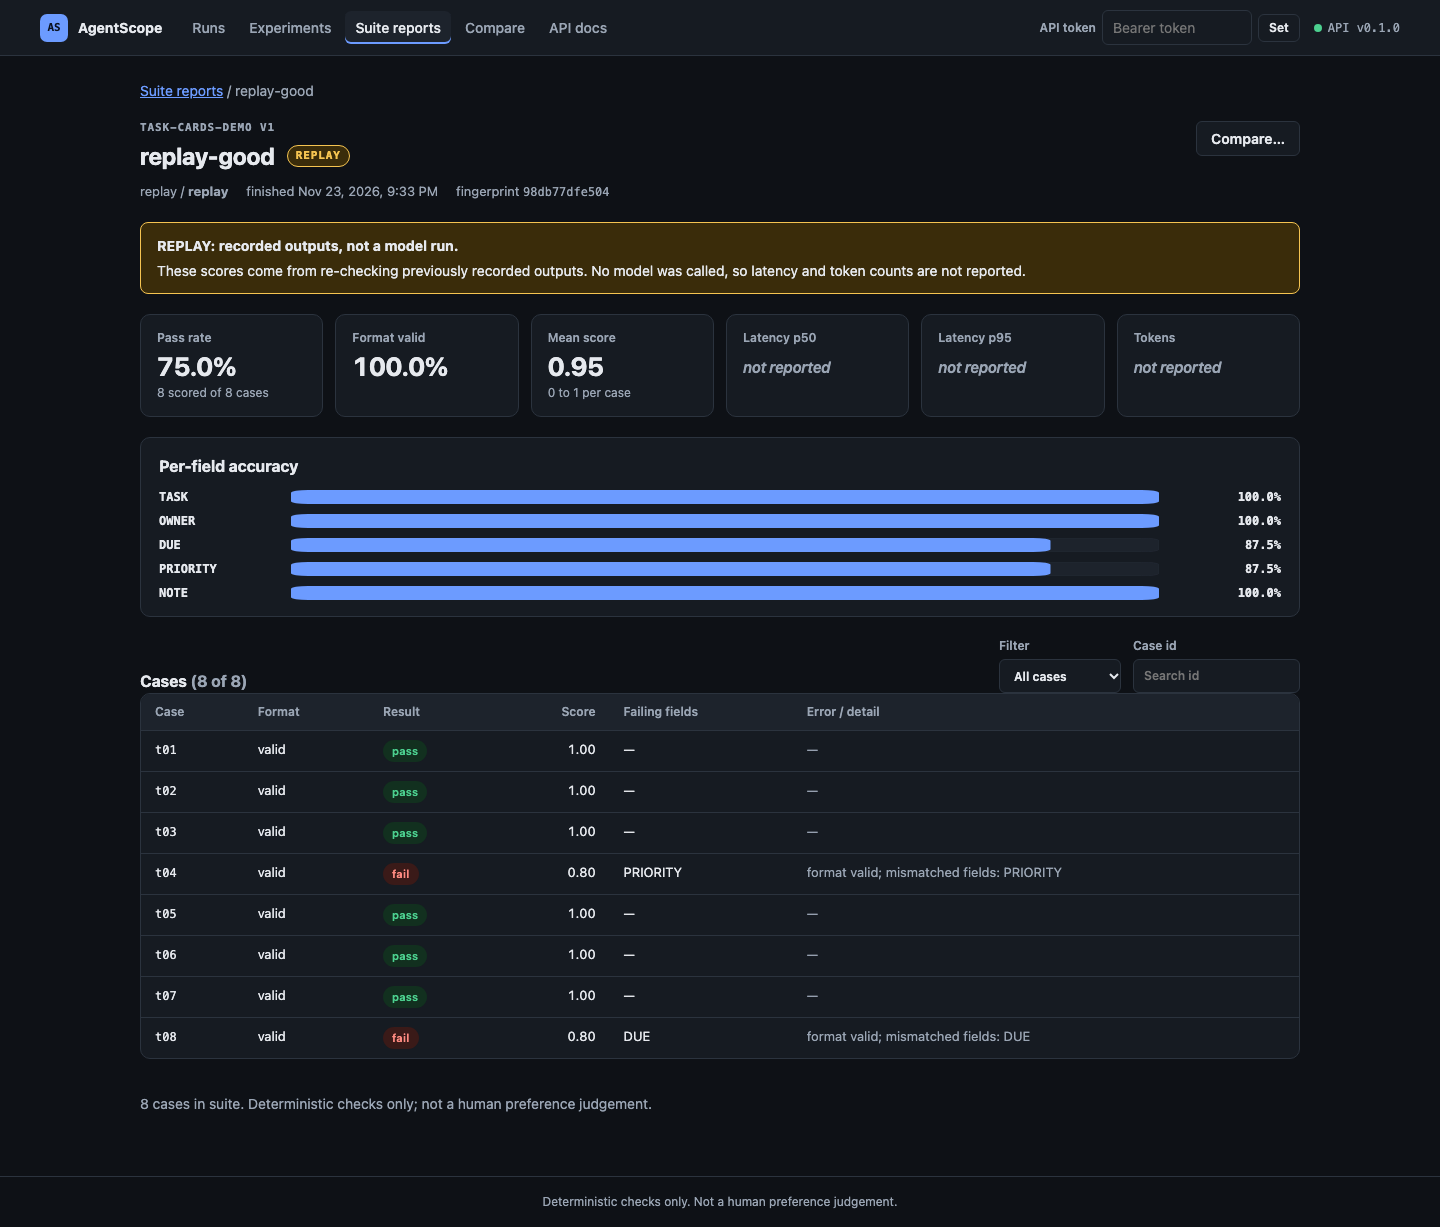 AS AgentScope Runs Experiments Suite reports Compare API docs API token Bearer token Set API v0.1.0
Suite reports / replay-good
TASK-CARDS-DEMO V1
replay-good REPLAY
Compare...
replay / replay finished Nov 23, 2026, 9:33 PM fingerprint 98db77dfe504
REPLAY: recorded outputs, not a model run.
These scores come from re-checking previously recorded outputs. No model was called, so latency and token counts are not reported.
Pass rate
75.0%
8 scored of 8 cases
Format valid
100.0%
Mean score
0.95
0 to 1 per case
Latency p50
not reported
Latency p95
not reported
Tokens
not reported
Per-field accuracy
TASK 100.0%
OWNER 100.0%
DUE 87.5%
PRIORITY 87.5%
NOTE 100.0%
Cases (8 of 8)
Filter
All cases
Case id
Search id
Case Format Result Score Failing fields Error / detail
t01 valid pass 1.00 — —
t02 valid pass 1.00 — —
t03 valid pass 1.00 — —
t04 valid fail 0.80 PRIORITY format valid; mismatched fields: PRIORITY
t05 valid pass 1.00 — —
t06 valid pass 1.00 — —
t07 valid pass 1.00 — —
t08 valid fail 0.80 DUE format valid; mismatched fields: DUE
8 cases in suite. Deterministic checks only; not a human preference judgement.
Deterministic checks only. Not a human preference judgement.